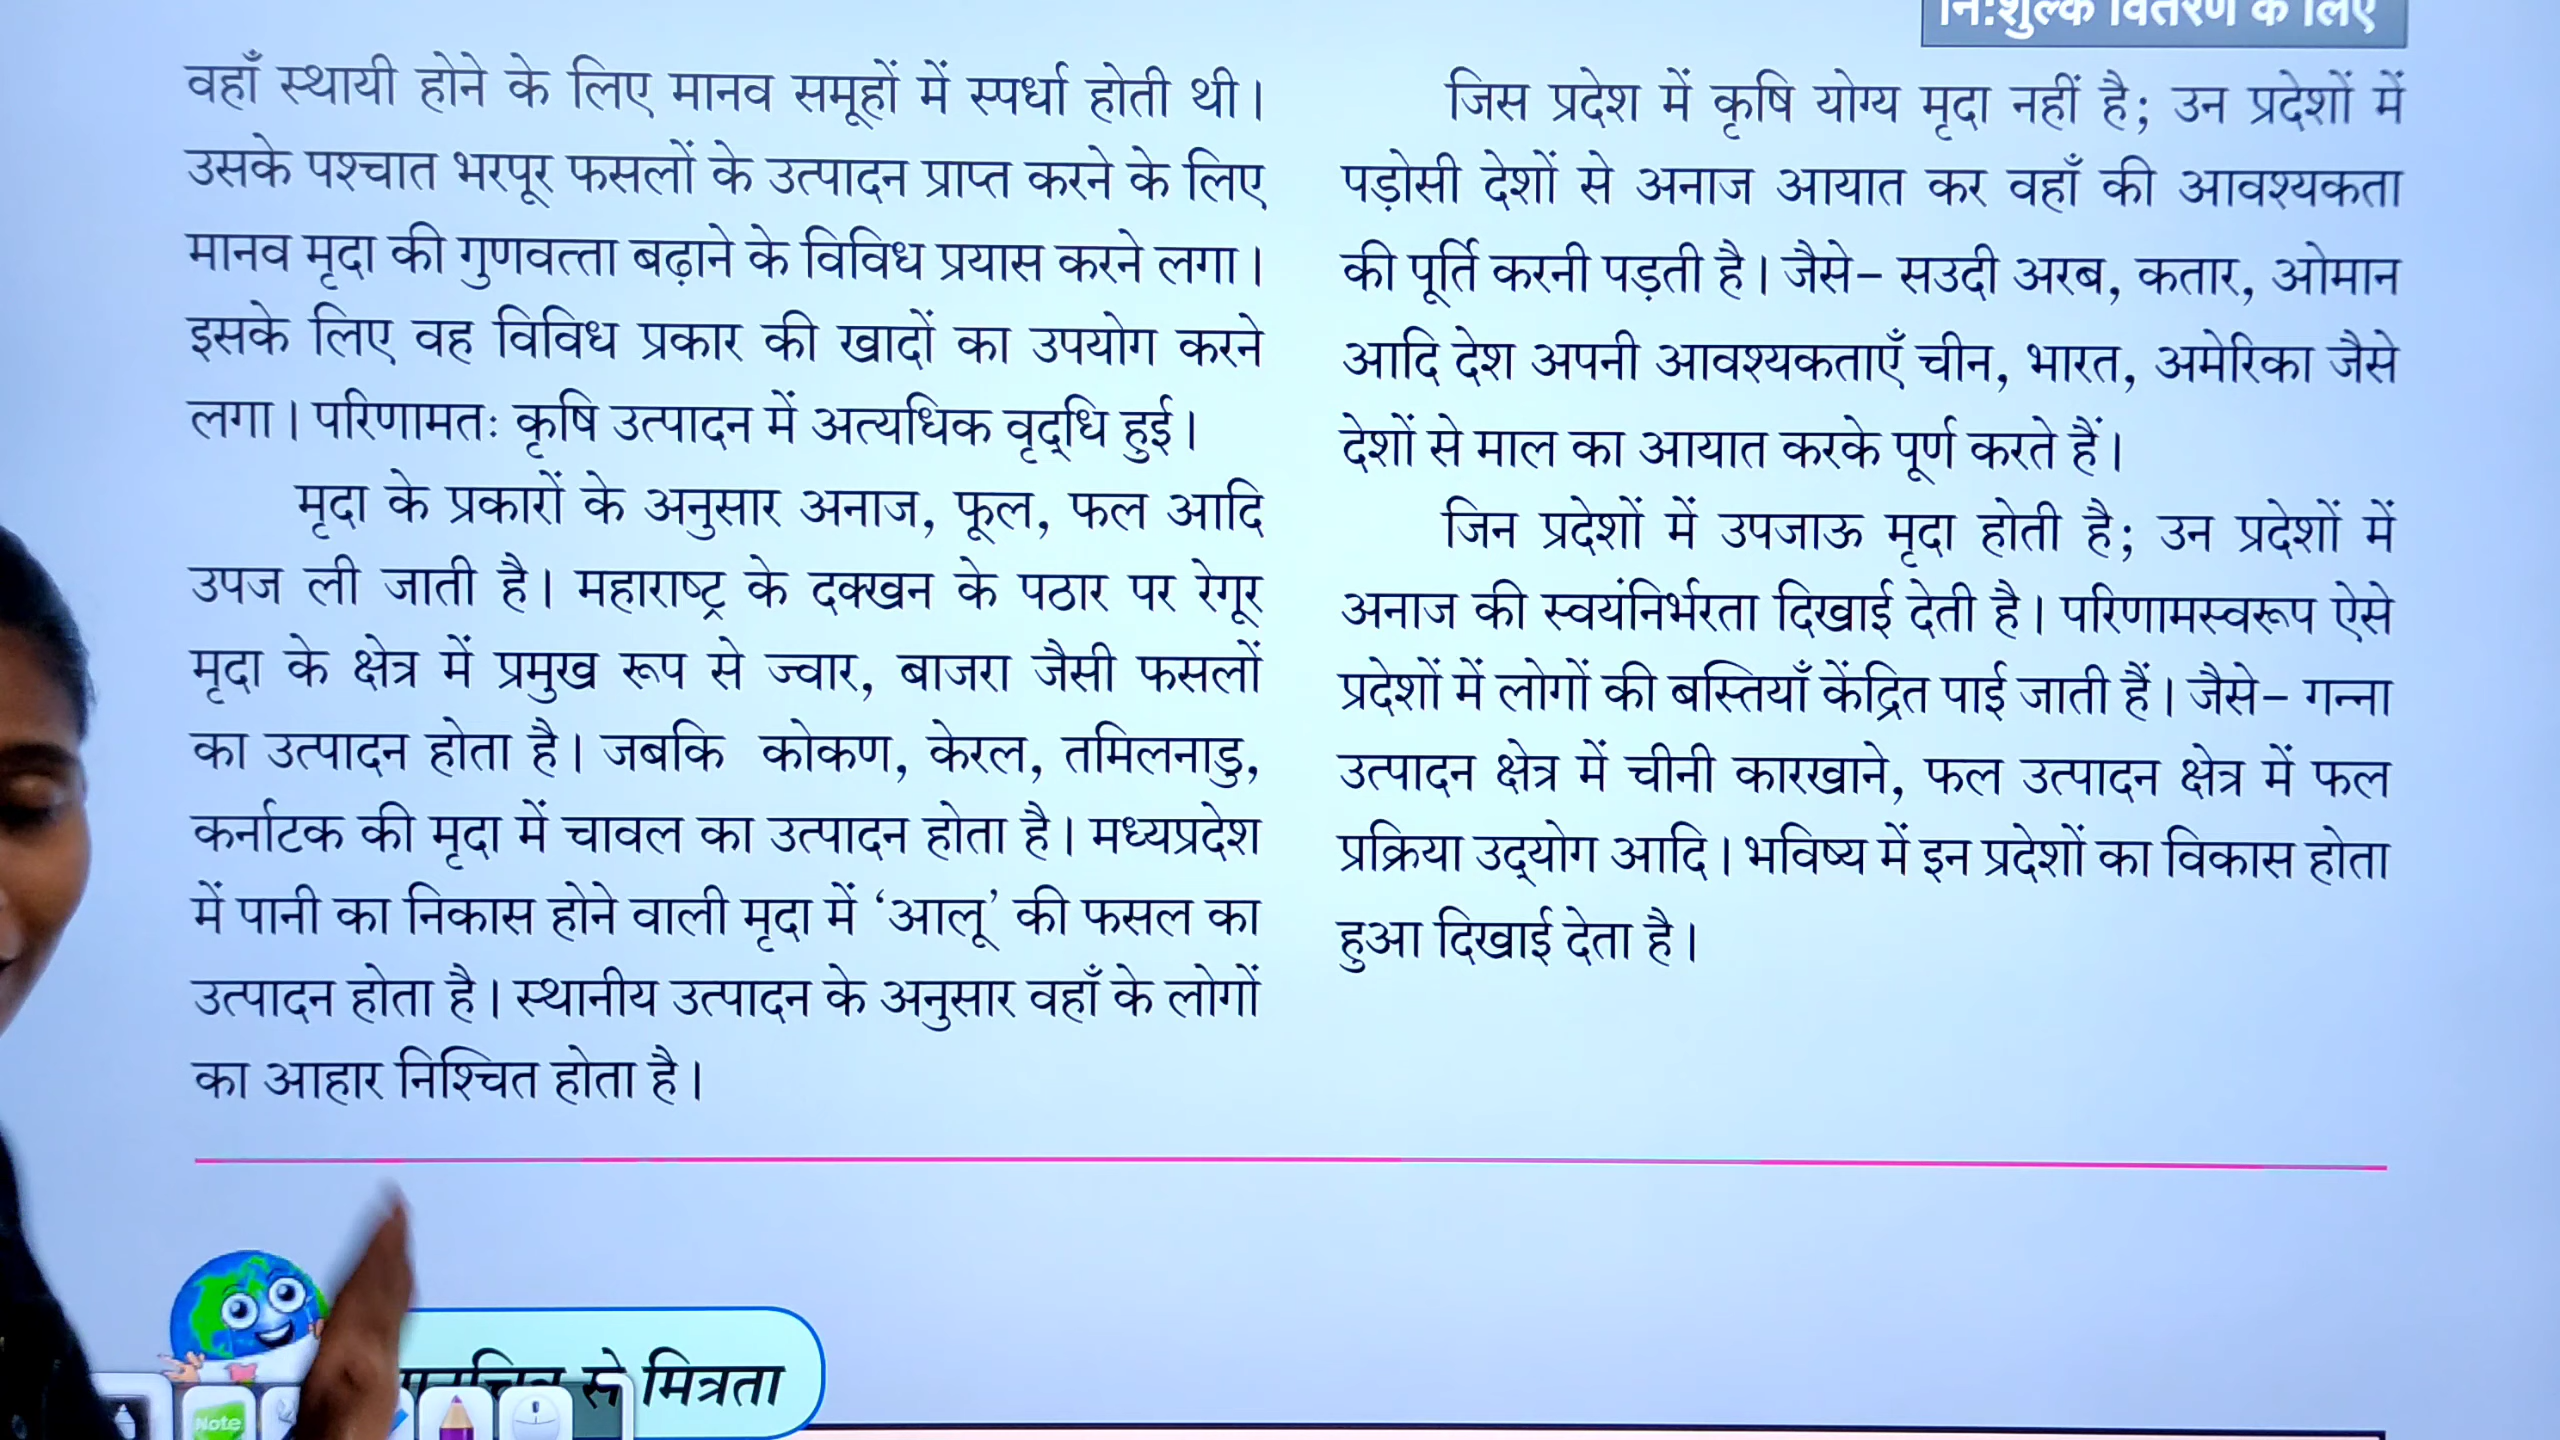 नि:शुल्क वितरण के लिए
वहाँ स्थायी होने के लिए मानव समूहों में स्पर्धा होती थी।
उसके पश्चात भरपूर फसलों के उत्पादन प्राप्त करने के लिए
मानव मृदा की गुणवत्ता बढ़ाने के विविध प्रयास करने लगा।
इसके लिए वह विविध प्रकार की खादों का उपयोग करने
लगा। परिणामतः कृषि उत्पादन में अत्यधिक वृद्धि हुई।
मृदा के प्रकारों के अनुसार अनाज, फूल, फल आदि
उपज ली जाती है। महाराष्ट्र के दक्खन के पठार पर रेगूर
मृदा के क्षेत्र में प्रमुख रूप से ज्वार, बाजरा जैसी फसलों
का उत्पादन होता है। जबकि कोकण, केरल, तमिलनाडु,
कर्नाटक की मृदा में चावल का उत्पादन होता है। मध्यप्रदेश
में पानी का निकास होने वाली मृदा में ‘आलू’ की फसल का
उत्पादन होता है। स्थानीय उत्पादन के अनुसार वहाँ के लोगों
का आहार निश्चित होता है।
जिस प्रदेश में कृषि योग्य मृदा नहीं है; उन प्रदेशों में
पड़ोसी देशों से अनाज आयात कर वहाँ की आवश्यकता
की पूर्ति करनी पड़ती है। जैसे– सउदी अरब, कतार, ओमान
आदि देश अपनी आवश्यकताएँ चीन, भारत, अमेरिका जैसे
देशों से माल का आयात करके पूर्ण करते हैं।
जिन प्रदेशों में उपजाऊ मृदा होती है; उन प्रदेशों में
अनाज की स्वयंनिर्भरता दिखाई देती है। परिणामस्वरूप ऐसे
प्रदेशों में लोगों की बस्तियाँ केंद्रित पाई जाती हैं। जैसे– गन्ना
उत्पादन क्षेत्र में चीनी कारखाने, फल उत्पादन क्षेत्र में फल
प्रक्रिया उद्योग आदि। भविष्य में इन प्रदेशों का विकास होता
हुआ दिखाई देता है।
से मित्रता
Note